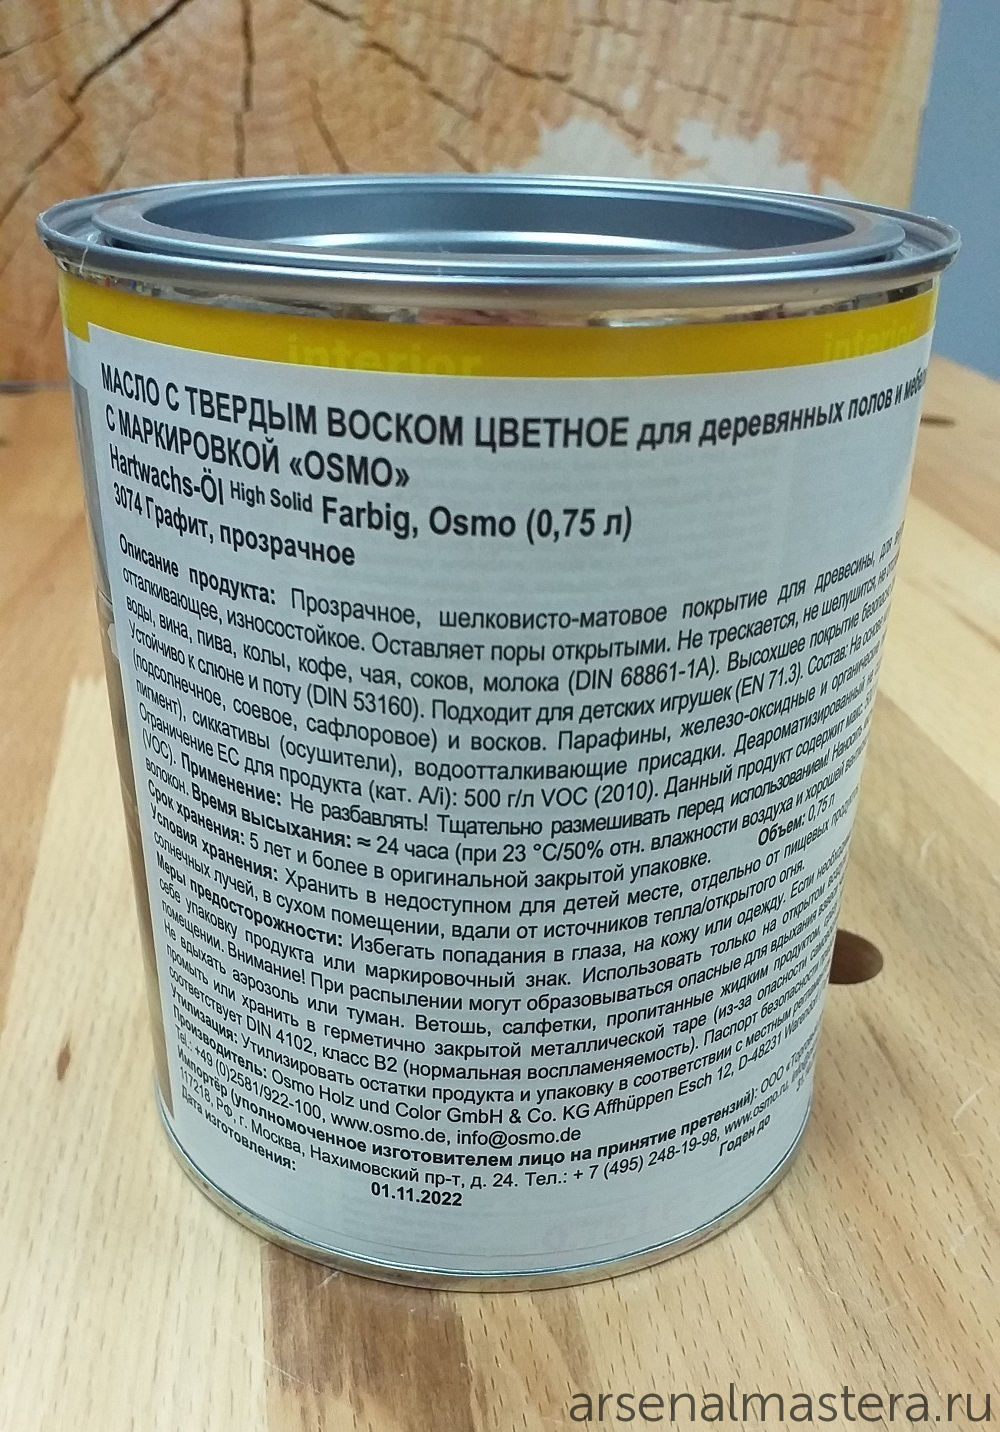 interior
interior
МАСЛО С ТВЕРДЫМ ВОСКОМ ЦВЕТНОЕ для деревянных полов и
С МАРКИРОВКОЙ «OSMO»
Hartwachs-Öl High Solid Farbig, Osmo (0,75 л)
3074 Графит, прозрачное
Описание продукта: Прозрачное, шелковисто-матовое покрытие для древесины, для
отталкивающее, износостойкое. Оставляет поры открытыми. Не трескается, не шелушится, не
воды, вина, пива, колы, кофе, чая, соков, молока (DIN 68861-1A). Высохшее покрытие
Устойчиво к слюне и поту (DIN 53160). Подходит для детских игрушек (EN 71.3). Состав: На основе
(подсолнечное, соевое, сафлоровое) и восков. Парафины, железо-оксидные и органические
пигмент), сиккативы (осушители), водоотталкивающие присадки. Деароматизированный
Ограничение ЕС для продукта (кат. A/i): 500 г/л VOC (2010). Данный продукт содержит макс.
(VOC). Применение: Не разбавлять! Тщательно размешивать перед использованием! Наносить
волокон. Время высыхания: ≈ 24 часа (при 23 °C/50% отн. влажности воздуха и хорошей
Срок хранения: 5 лет и более в оригинальной закрытой упаковке. Объем: 0,75 л
Условия хранения: Хранить в недоступном для детей месте, отдельно от пищевых
солнечных лучей, в сухом помещении, вдали от источников тепла/открытого огня.
Меры предосторожности: Избегать попадания в глаза, на кожу или одежду. Если
себе упаковку продукта или маркировочный знак. Использовать только на открытом
помещении. Внимание! При распылении могут образовываться опасные для вдыхания
Не вдыхать аэрозоль или туман. Ветошь, салфетки, пропитанные жидким продуктом,
промыть или хранить в герметично закрытой металлической таре (из-за опасности
соответствует DIN 4102, класс B2 (нормальная воспламеняемость). Паспорт безопасности
Утилизация: Утилизировать остатки продукта и упаковку в соответствии с местным
Производитель: Osmo Holz und Color GmbH & Co. KG Affhüppen Esch 12, D-48231
Tel.: +49 (0)2581/922-100, www.osmo.de, info@osmo.de
Импортёр (уполномоченное изготовителем лицо на принятие претензий): ООО
117218, РФ, г. Москва, Нахимовский пр-т, д. 24. Тел.: + 7 (495) 248-19-98, www.osmo.ru,
Дата изготовления: Годен до
01.11.2022
arsenalmastera.ru